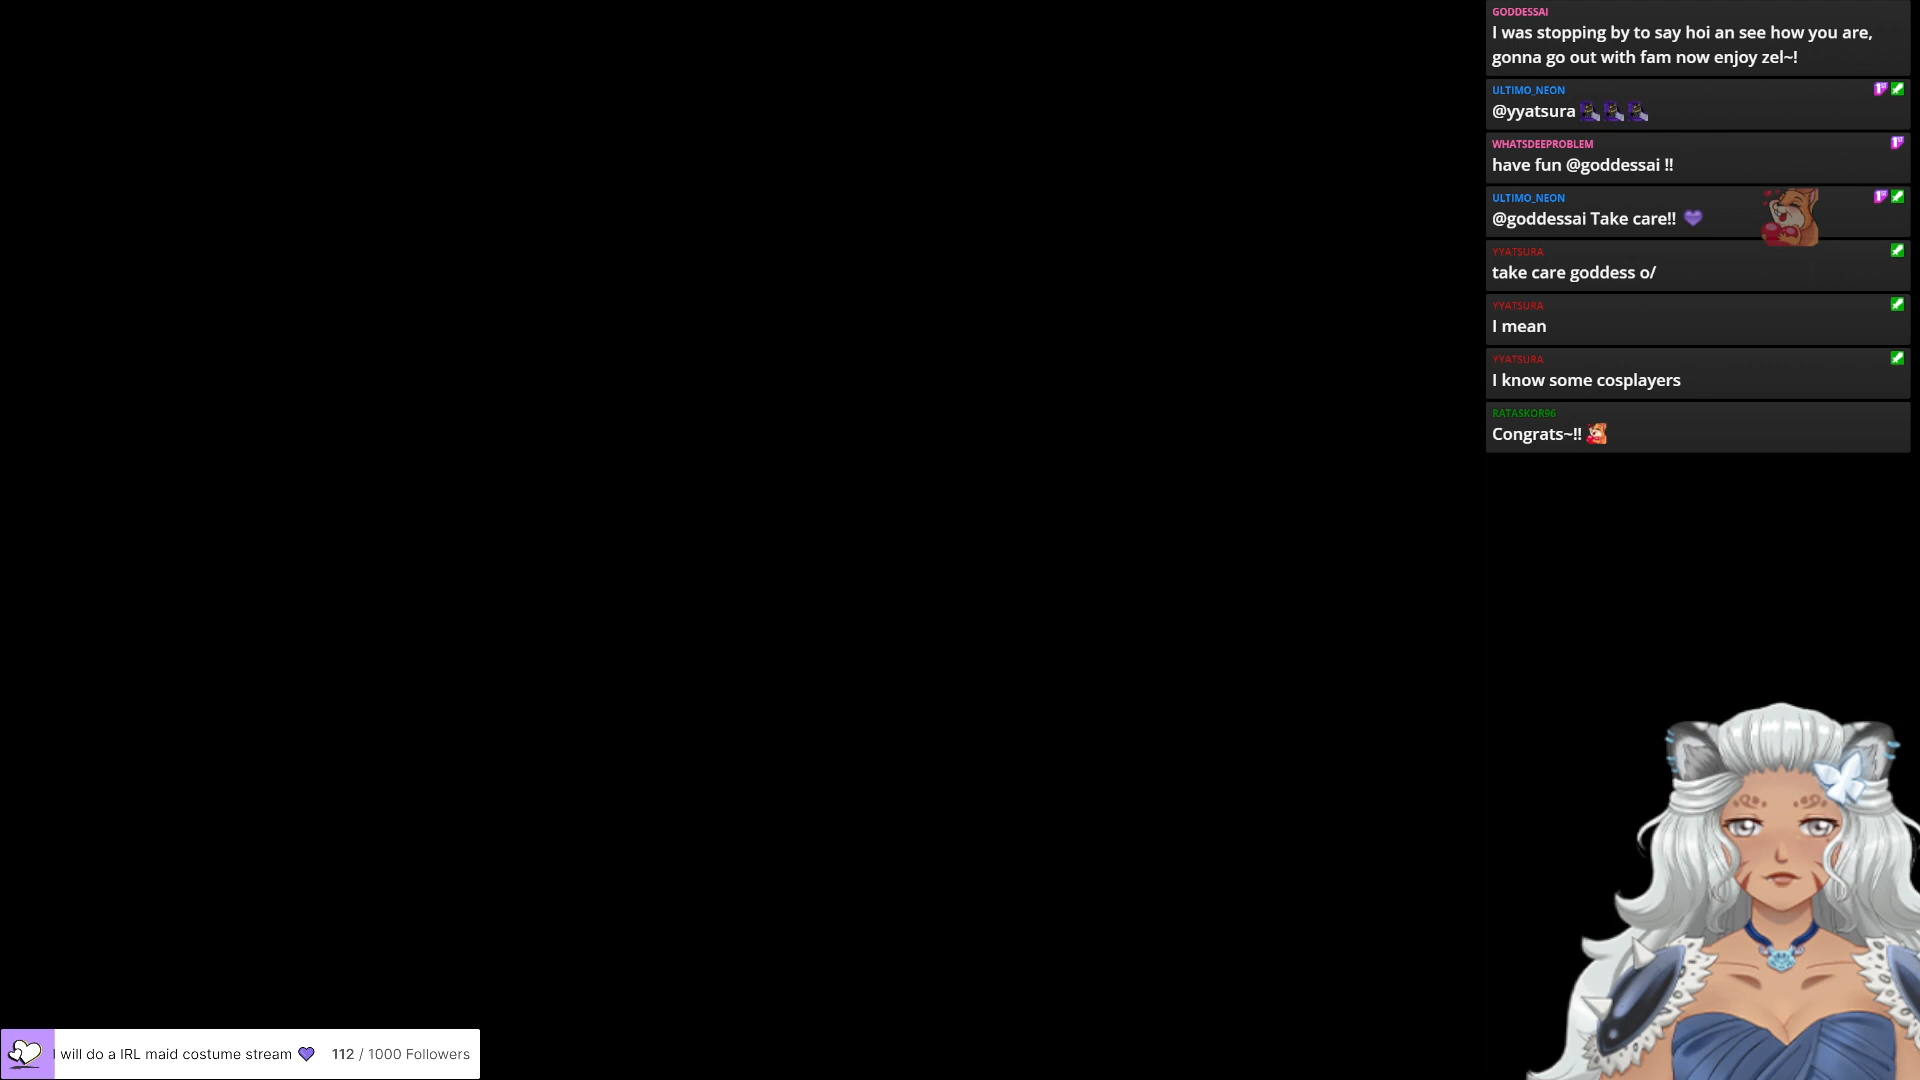 GODDESSAI
I was stopping by to say hoi an see how you are,
gonna go out with fam now enjoy zel~!
ULTIMO_NEON
@yyatsura
WHATSDEEPROBLEM
have fun @goddessai !!
ULTIMO_NEON
@goddessai Take care!! 💜
YYATSURA
take care goddess o/
YYATSURA
I mean
YYATSURA
I know some cosplayers
RATASKOR96
Congrats~!!
I will do a IRL maid costume stream 💜 112 / 1000 Followers